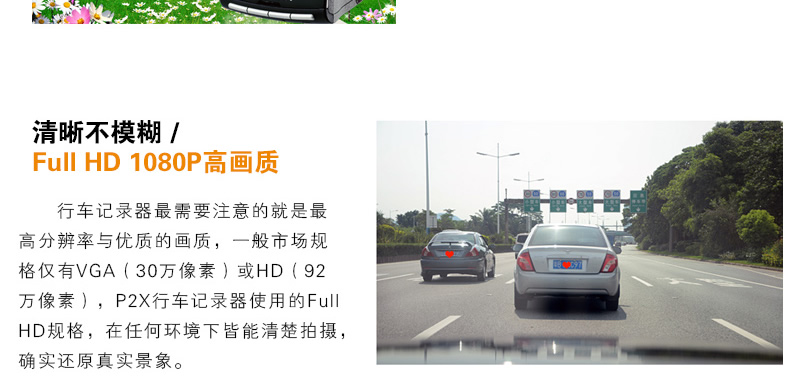 清晰不模糊 /
Full HD 1080P高画质
行车记录器最需要注意的就是最
高分辨率与优质的画质，一般市场规
格仅有VGA（30万像素）或HD（92
万像素），P2X行车记录器使用的Full
HD规格，在任何环境下皆能清楚拍摄，
确实还原真实景象。